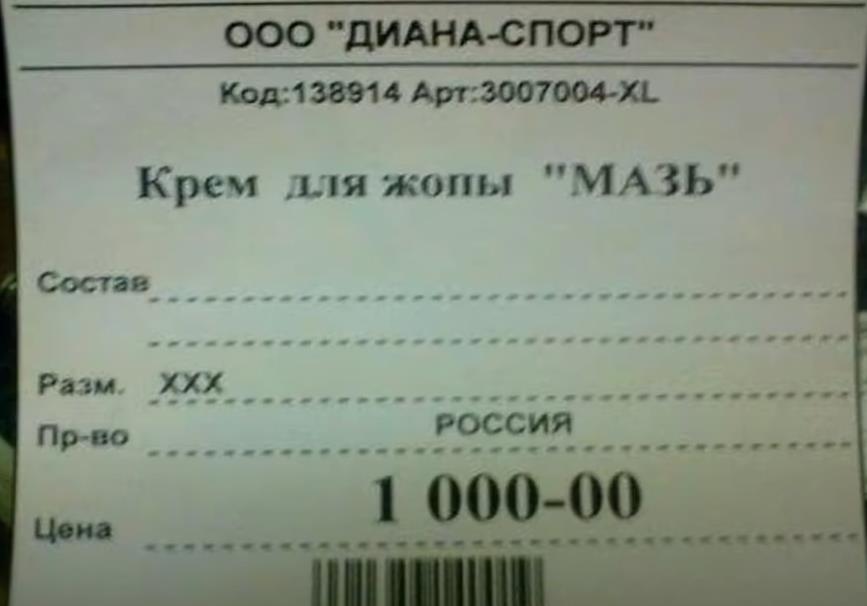 ООО "ДИАНА-СПОРТ"
Код:138914 Арт:3007004-XL
Крем для жопы "МАЗЬ"
Состав
Разм. XXX
Пр-во РОССИЯ
Цена 1 000-00